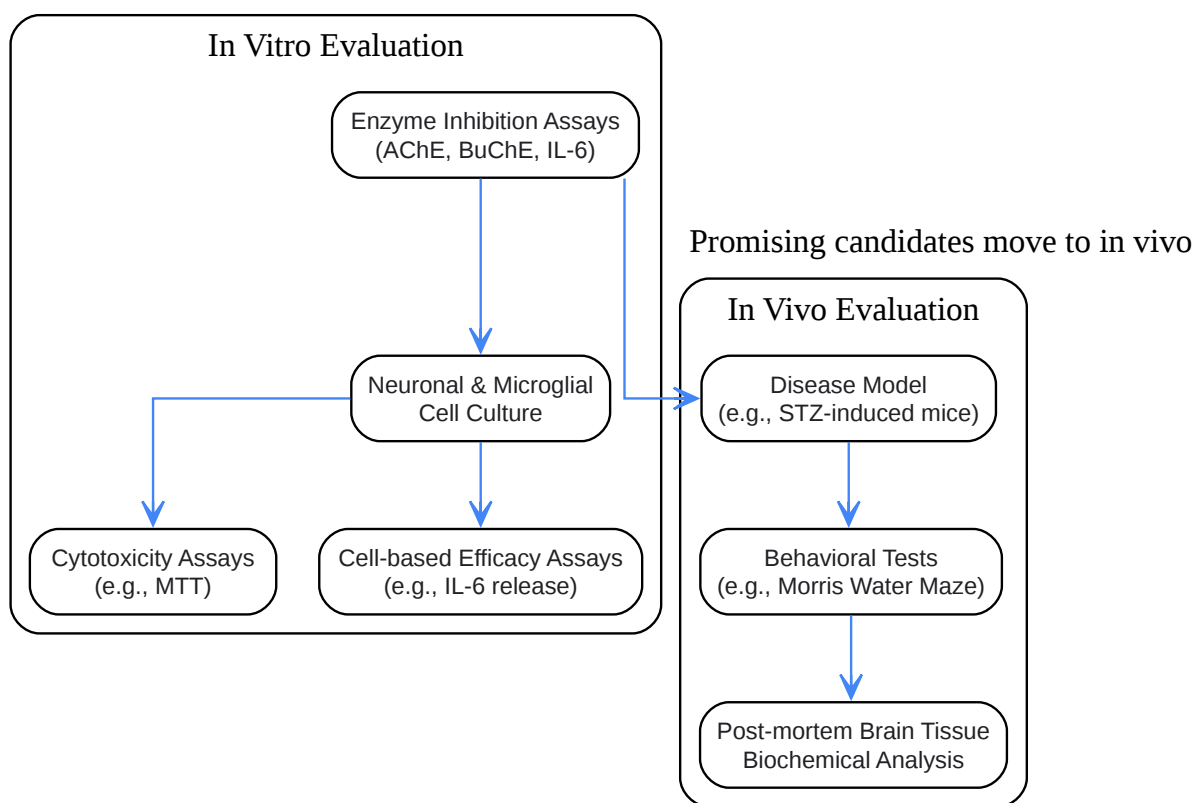 In Vitro Evaluation
Enzyme Inhibition Assays
(AChE, BuChE, IL-6)
Neuronal & Microglial
Cell Culture
Cytotoxicity Assays
(e.g., MTT)
Cell-based Efficacy Assays
(e.g., IL-6 release)
Promising candidates move to in vivo
In Vivo Evaluation
Disease Model
(e.g., STZ-induced mice)
Behavioral Tests
(e.g., Morris Water Maze)
Post-mortem Brain Tissue
Biochemical Analysis